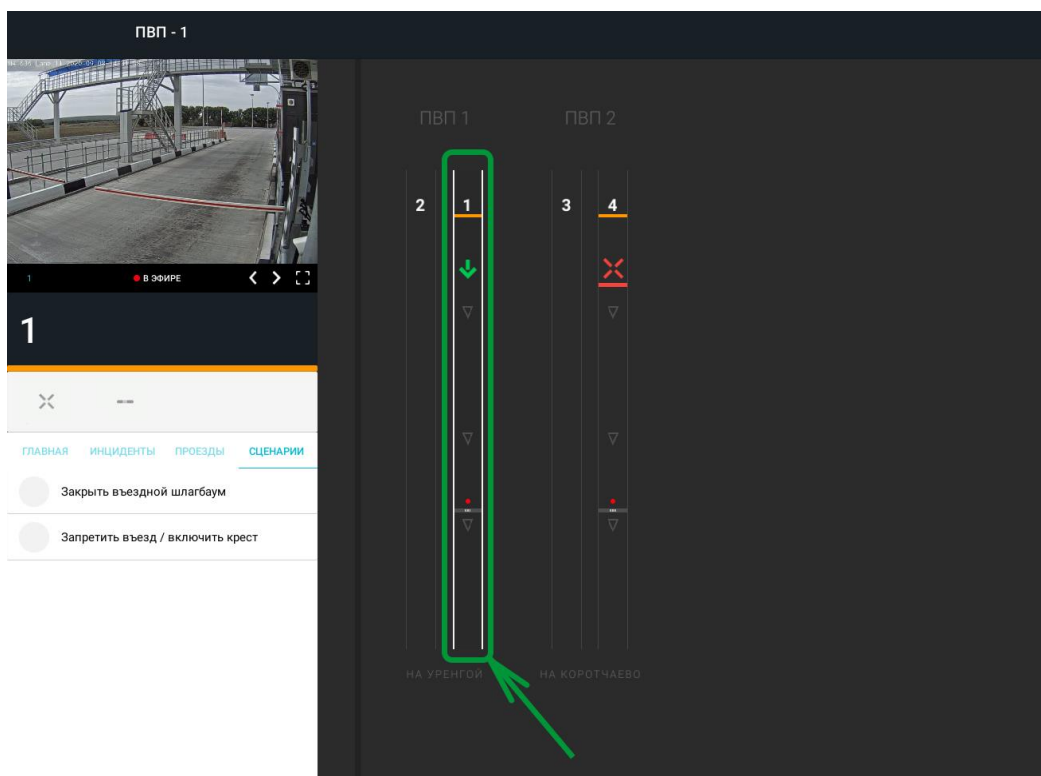 ПВП - 1
1
В ЭФИРЕ
1
ГЛАВНАЯ ИНЦИДЕНТЫ ПРОЕЗДЫ СЦЕНАРИИ
Закрыть въездной шлагбаум
Запретить въезд / включить крест
ПВП 1 ПВП 2
2 1 3 4
НА УРЕНГОЙ НА КОРОТЧАЕВО